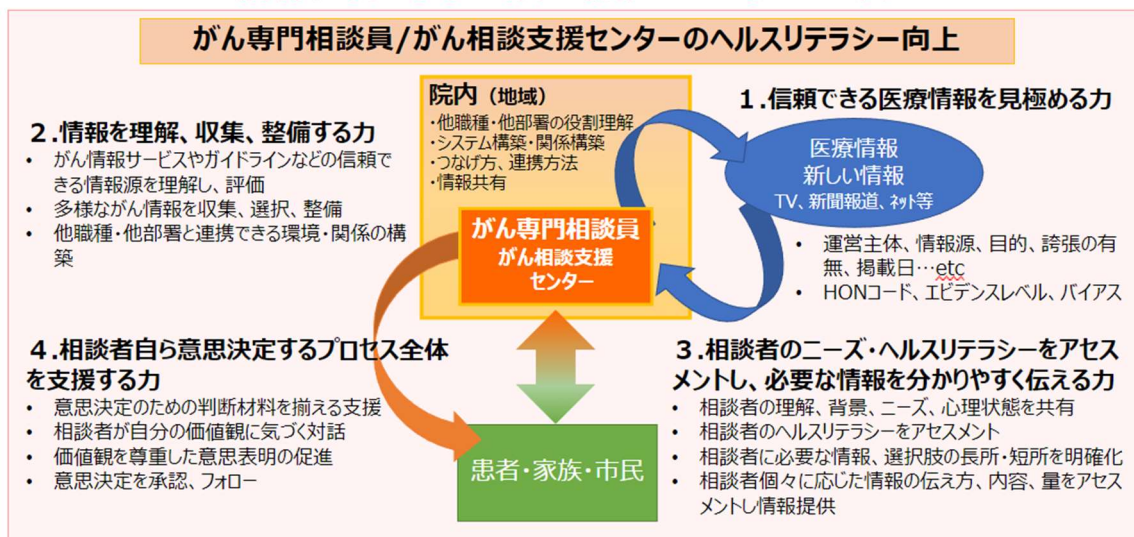 がん専門相談員/がん相談支援センターのヘルスリテラシー向上
院内（地域）
・他職種・他部署の役割理解
・システム構築・関係構築
・つなげ方、連携方法
・情報共有
がん専門相談員
がん相談支援
センター
１.信頼できる医療情報を見極める力
医療情報
新しい情報
TV、新聞報道、ﾈｯﾄ等
• 運営主体、情報源、目的、誇張の有
無、掲載日…etc
• HONコード、エビデンスレベル、バイアス
２.情報を理解、収集、整備する力
• がん情報サービスやガイドラインなどの信頼で
きる情報源を理解し、評価
• 多様ながん情報を収集、選択、整備
• 他職種・他部署と連携できる環境・関係の構
築
３.相談者のニーズ・ヘルスリテラシーをアセス
メントし、必要な情報を分かりやすく伝える力
• 相談者の理解、背景、ニーズ、心理状態を共有
• 相談者のヘルスリテラシーをアセスメント
• 相談者に必要な情報、選択肢の長所・短所を明確化
• 相談者個々に応じた情報の伝え方、内容、量をアセス
メントし情報提供
４.相談者自ら意思決定するプロセス全体
を支援する力
• 意思決定のための判断材料を揃える支援
• 相談者が自分の価値観に気づく対話
• 価値観を尊重した意思表明の促進
• 意思決定を承認、フォロー
患者・家族・市民